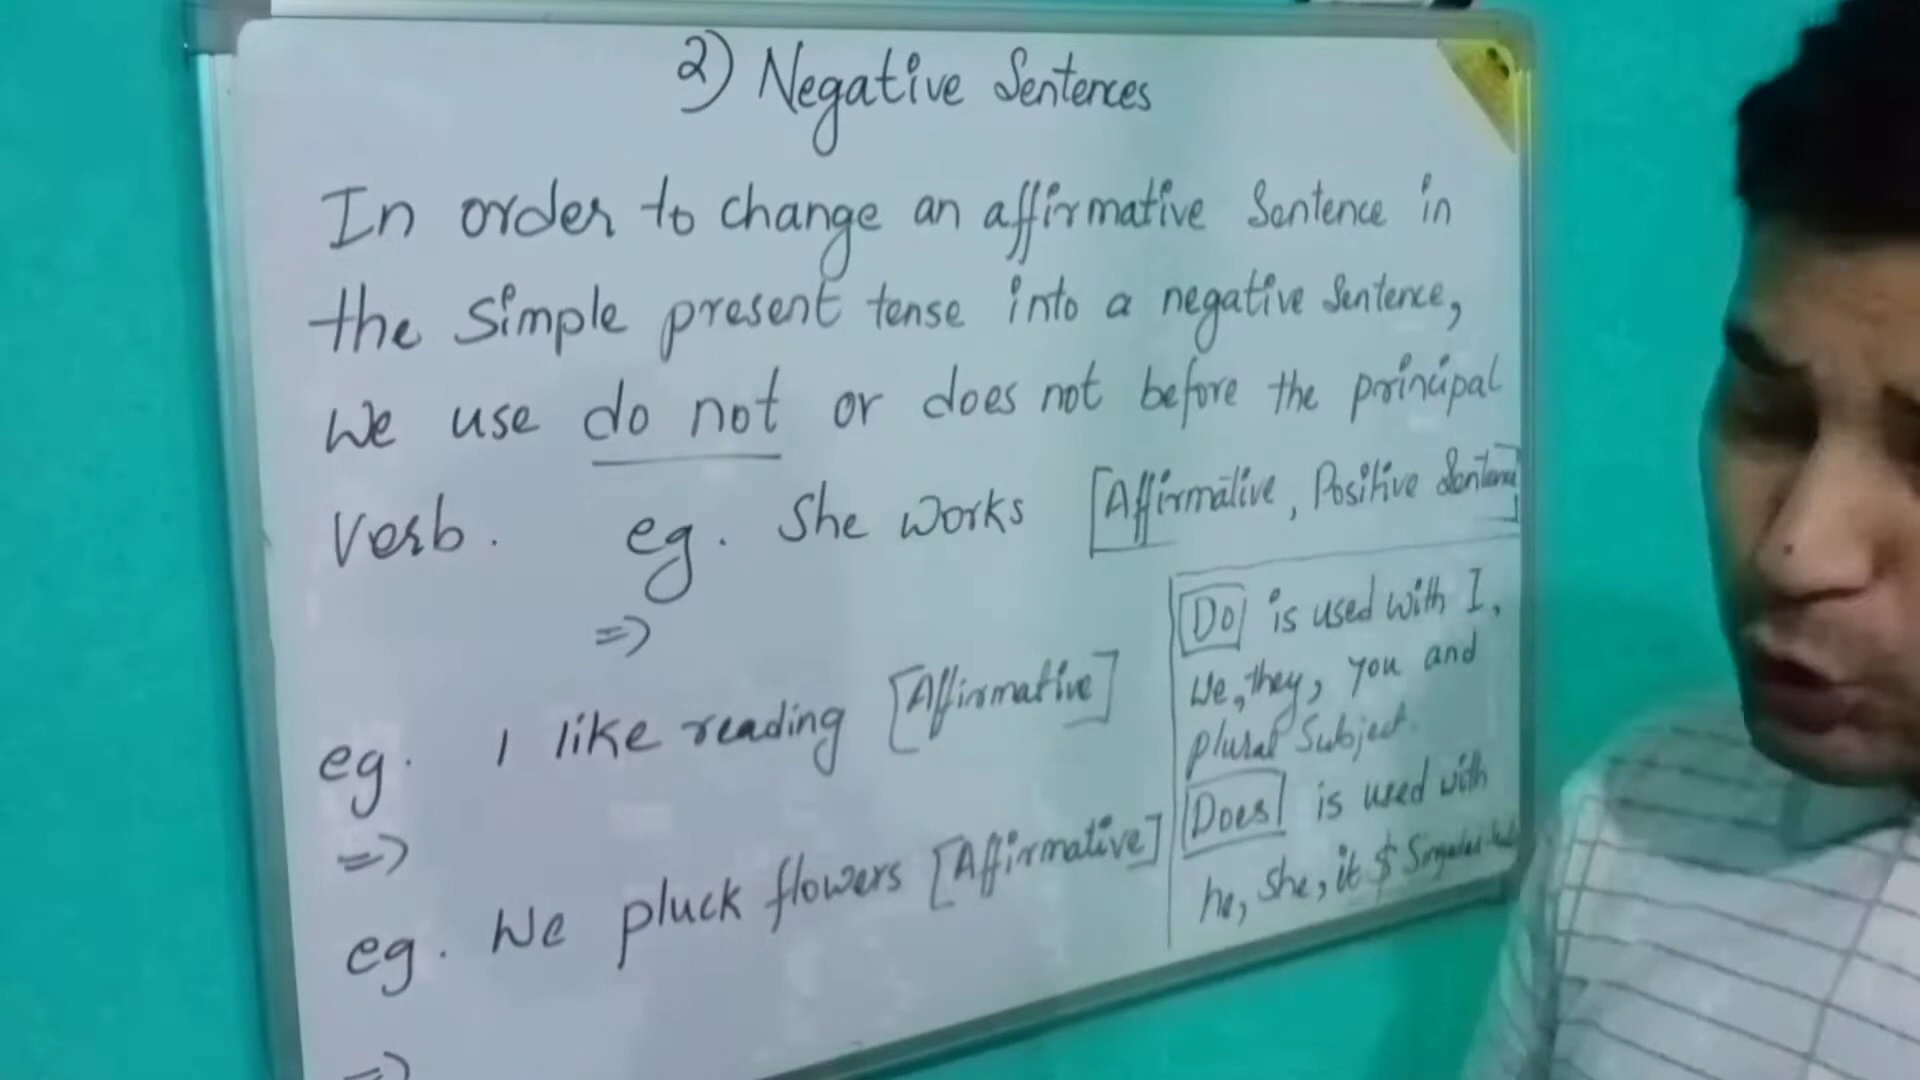 2) Negative Sentences
In order to change an affirmative Sentence in
the Simple present tense into a negative Sentence,
We use do not or does not before the principal
Verb. eg. She works [Affirmative, Positive Sentence]
=>
eg. I like reading [Affirmative]
=>
eg. We pluck flowers [Affirmative]
=>
Do is used with I,
We, they, you and
plural Subject.
Does is used with
he, She, it & Singular